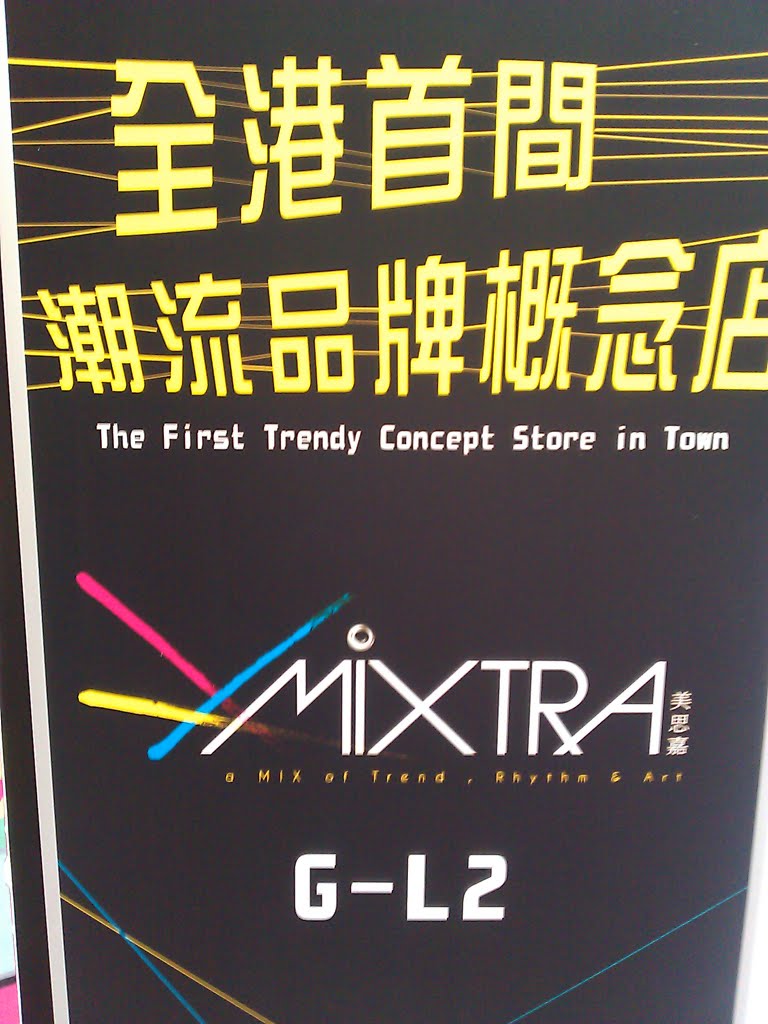 全港首間
潮流品牌概念店
The First Trendy Concept Store in Town
MiXTRA 美思嘉
a MIX of Trend , Rhythm & Art
G-L2